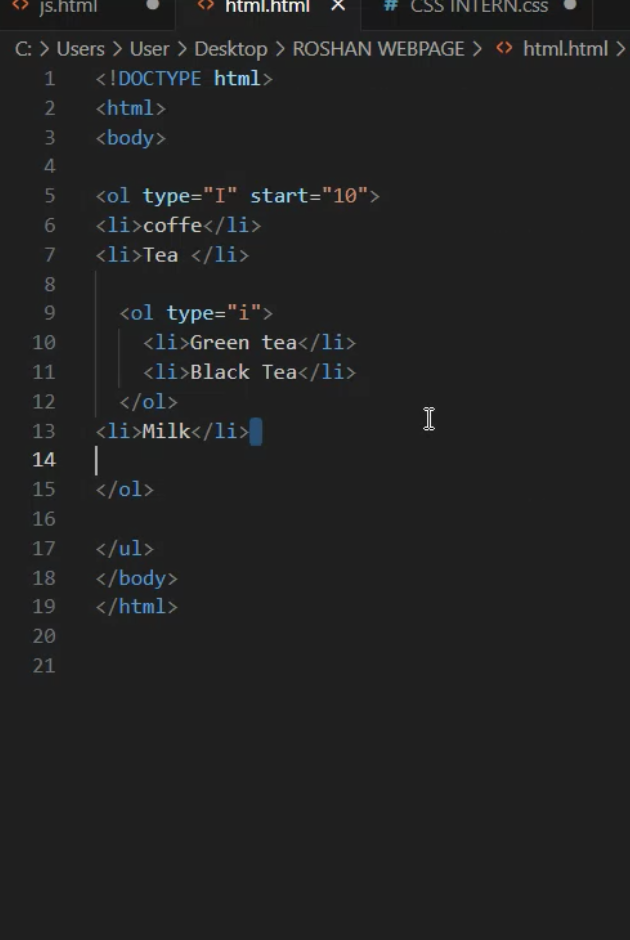 js.html html.html CSS INTERN.css
C: > Users > User > Desktop > ROSHAN WEBPAGE > html.html >
1 <!DOCTYPE html>
2 <html>
3 <body>
4
5 <ol type="I" start="10">
6 <li>coffe</li>
7 <li>Tea </li>
8
9 <ol type="i">
10 <li>Green tea</li>
11 <li>Black Tea</li>
12 </ol>
13 <li>Milk</li>
14
15 </ol>
16
17 </ul>
18 </body>
19 </html>
20
21